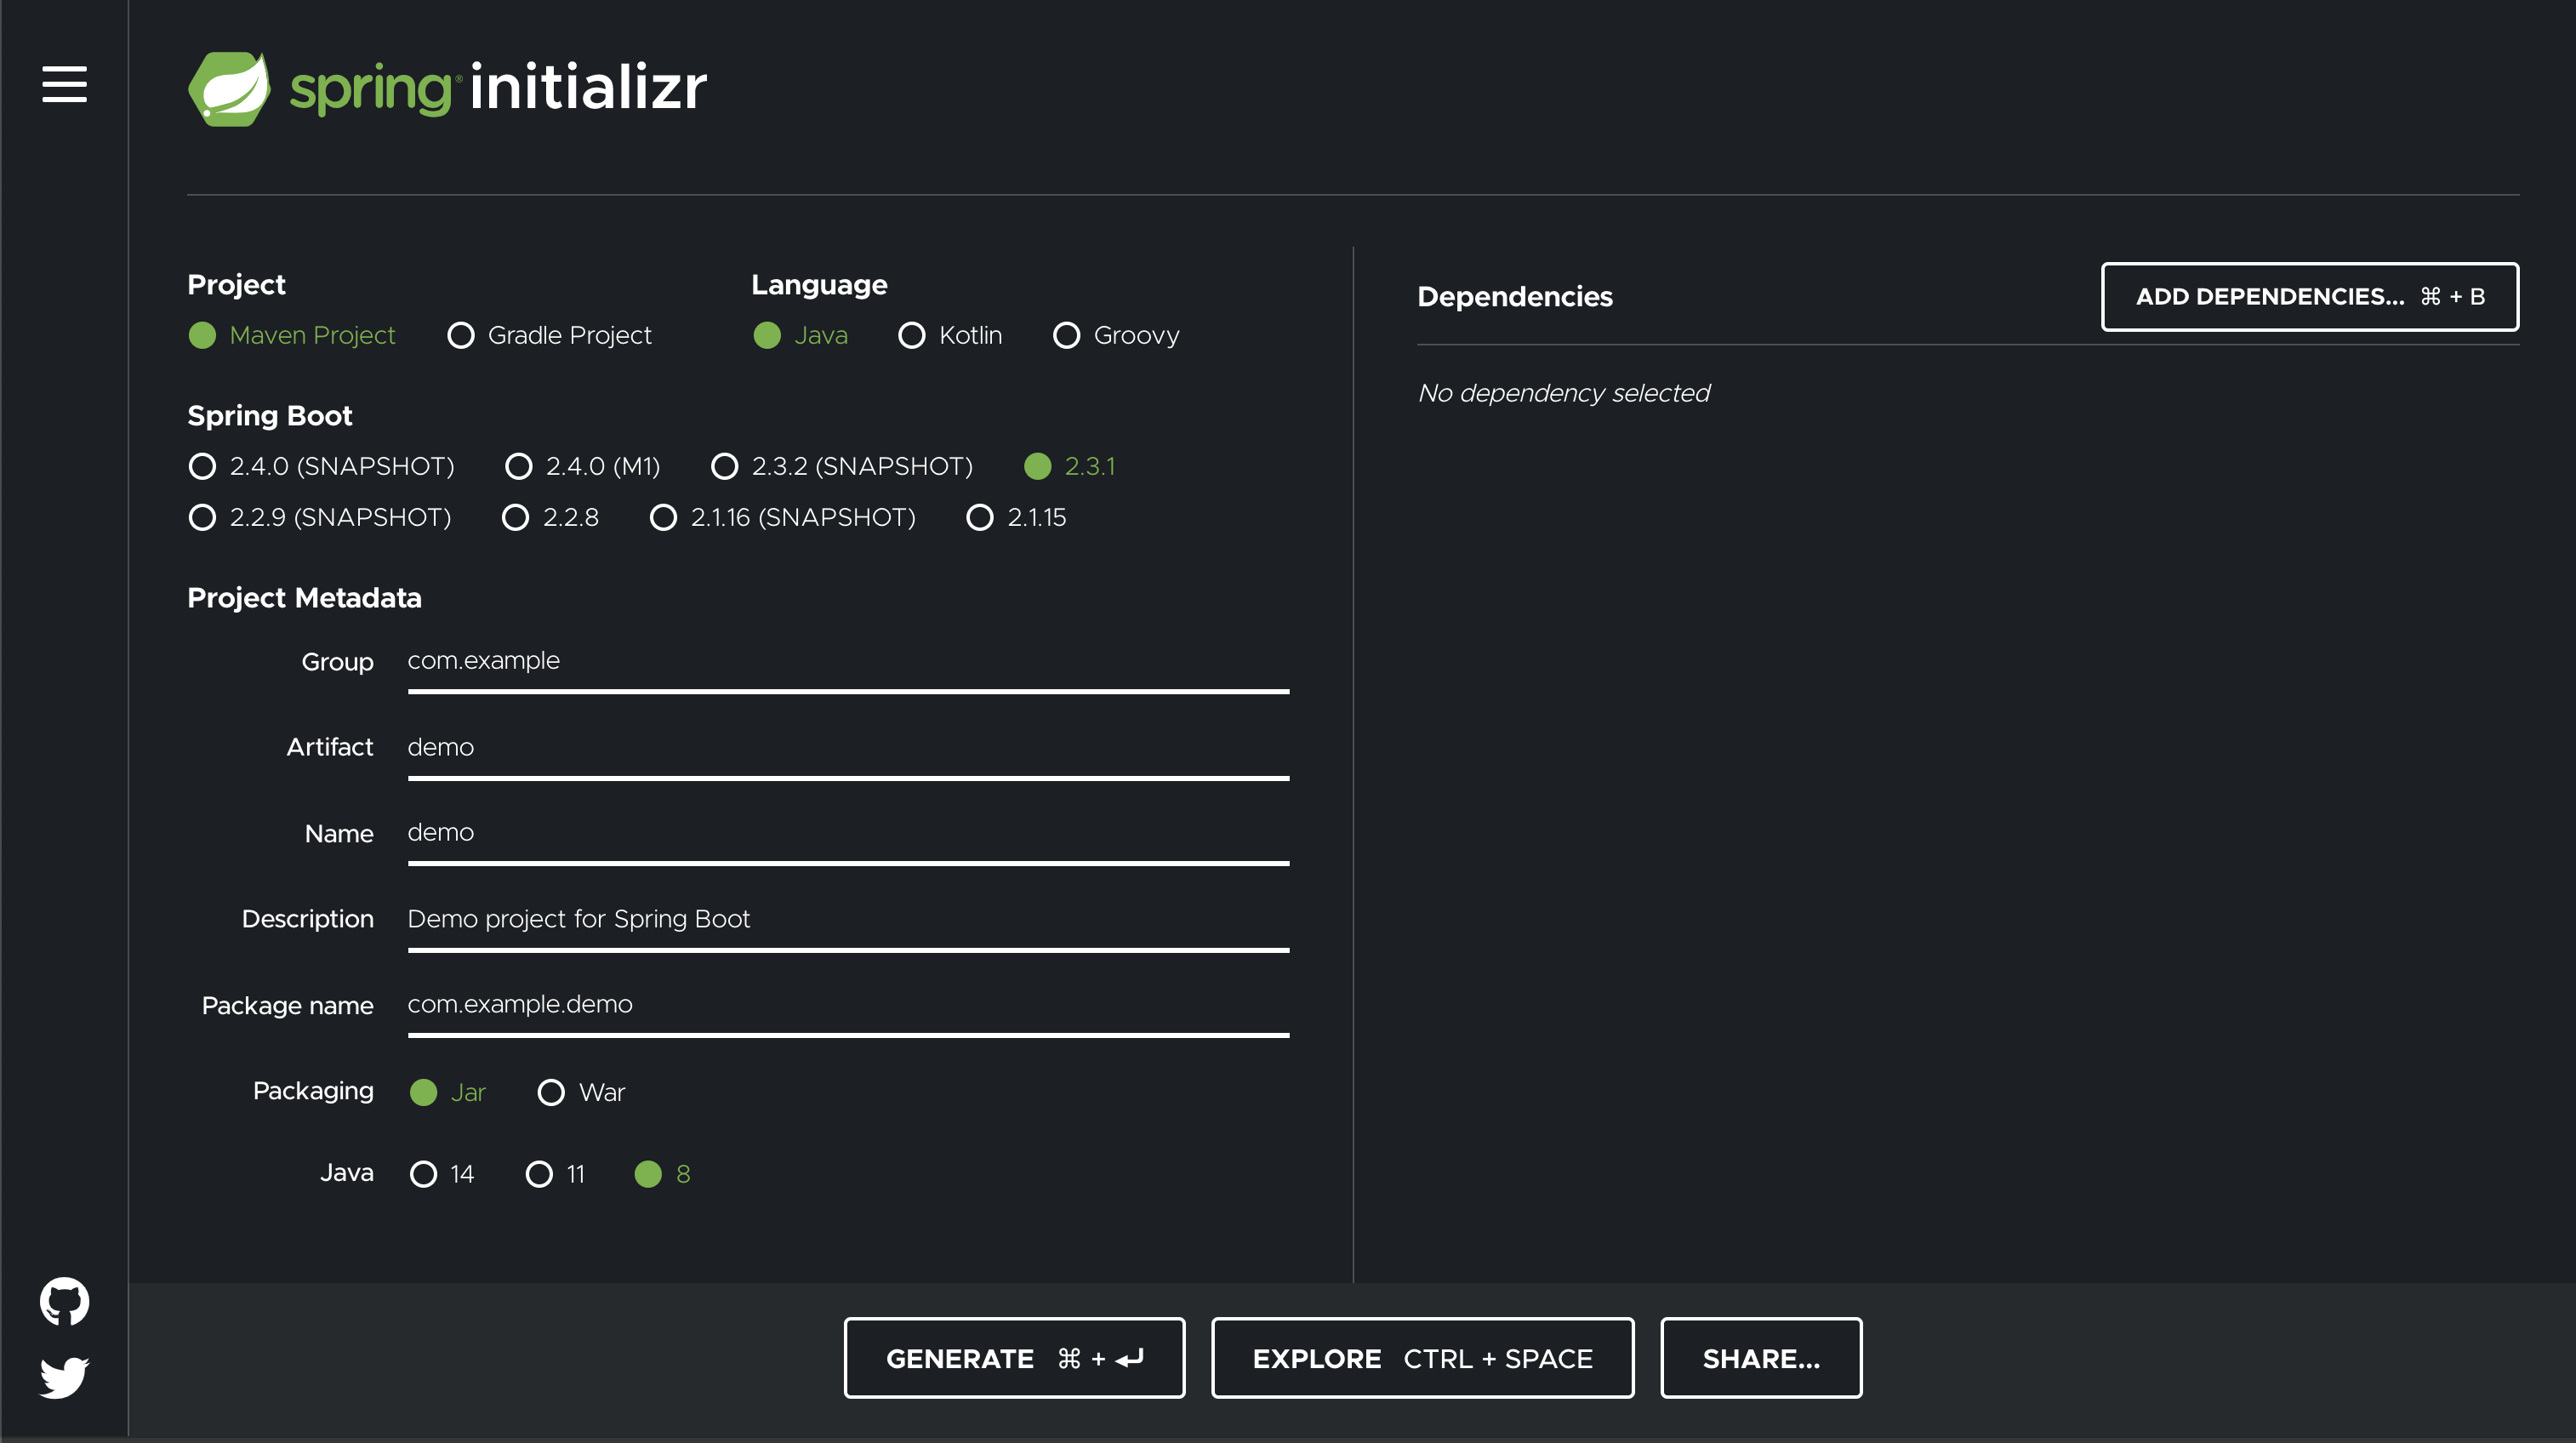 spring® initializr
Project
Maven Project Gradle Project
Language
Java Kotlin Groovy
Spring Boot
2.4.0 (SNAPSHOT) 2.4.0 (M1) 2.3.2 (SNAPSHOT) 2.3.1
2.2.9 (SNAPSHOT) 2.2.8 2.1.16 (SNAPSHOT) 2.1.15
Project Metadata
Group com.example
Artifact demo
Name demo
Description Demo project for Spring Boot
Package name com.example.demo
Packaging Jar War
Java 14 11 8
Dependencies ADD DEPENDENCIES... ⌘ + B
No dependency selected
GENERATE ⌘ + ↵ EXPLORE CTRL + SPACE SHARE...